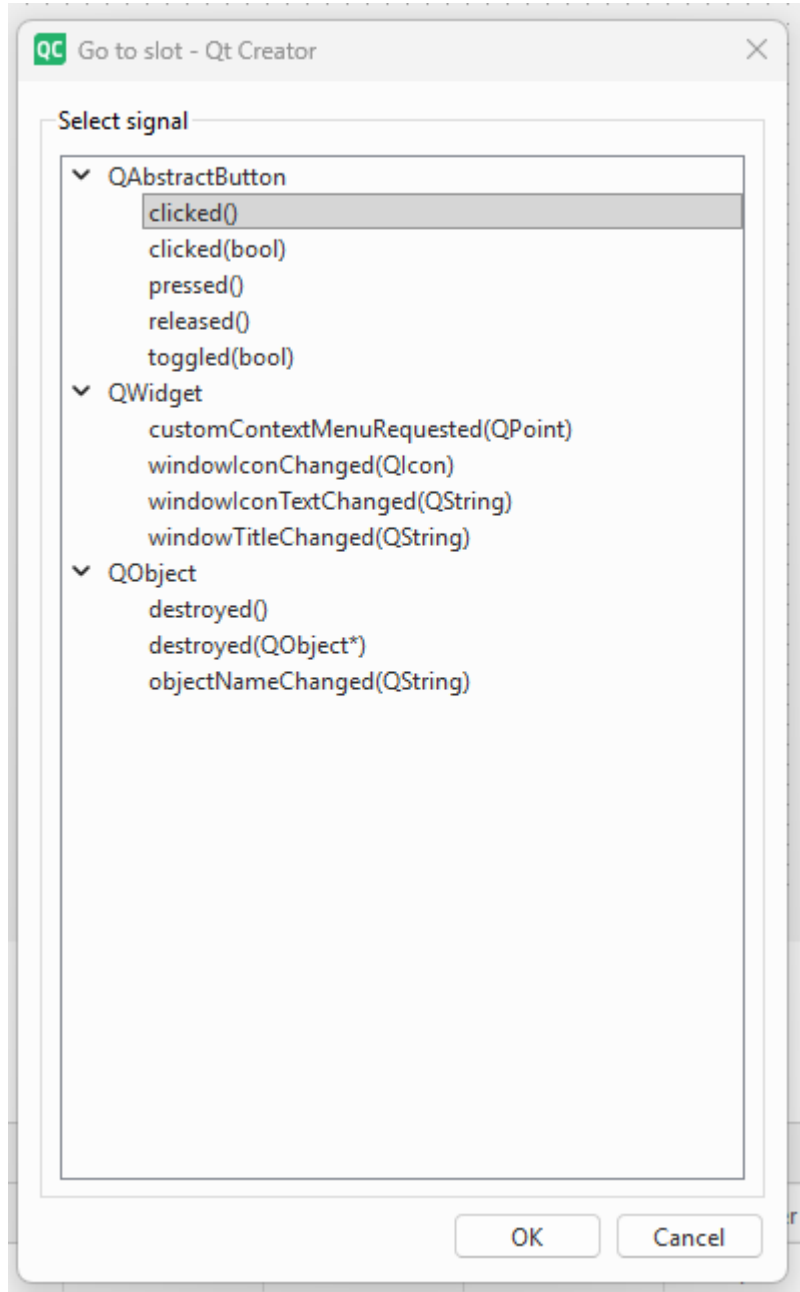 QC Go to slot - Qt Creator
Select signal
QAbstractButton
clicked()
clicked(bool)
pressed()
released()
toggled(bool)
QWidget
customContextMenuRequested(QPoint)
windowIconChanged(QIcon)
windowIconTextChanged(QString)
windowTitleChanged(QString)
QObject
destroyed()
destroyed(QObject*)
objectNameChanged(QString)
OK Cancel